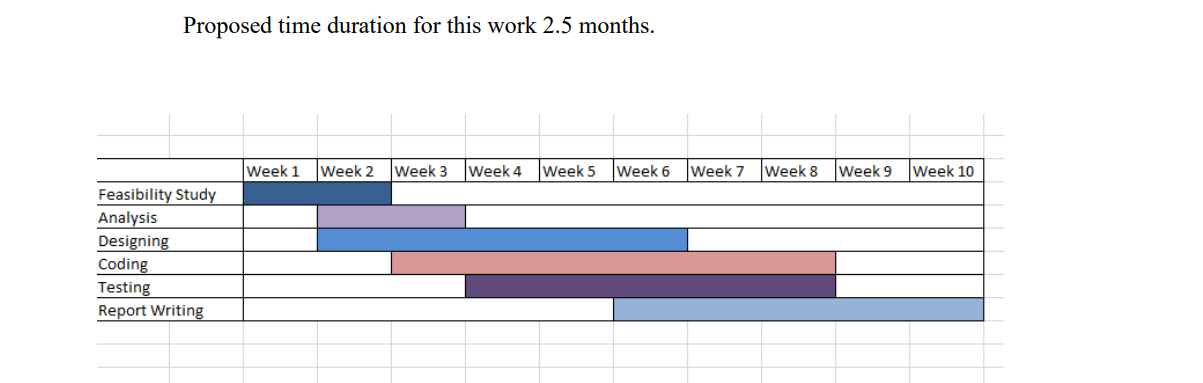 Proposed time duration for this work 2.5 months.
Week 1 Week 2 Week 3 Week 4 Week 5 Week 6 Week 7 Week 8 Week 9 Week 10
Feasibility Study
Analysis
Designing
Coding
Testing
Report Writing